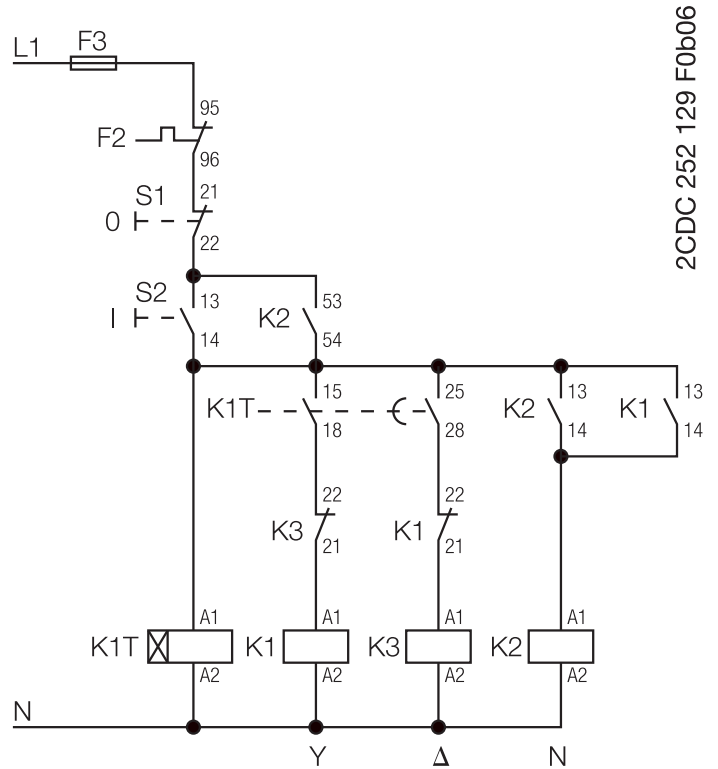 L1 F3
2CDC 252 129 F0b06
95
F2
96
21
S1
0
22
S2 13 K2 53
I
14 54
K1T 15 25 K2 13 K1 13
18 28 14 14
22 22
K3 K1
21 21
A1 A1 A1 A1
K1T K1 K3 K2
A2 A2 A2 A2
N
Y Δ N